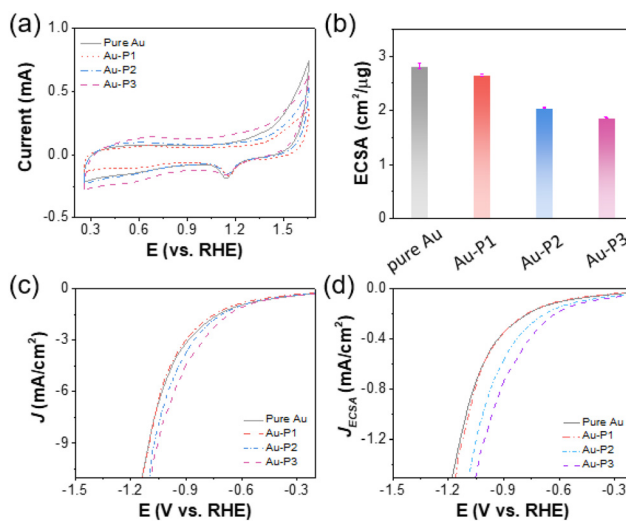 (a)
Pure Au
Au-P1
Au-P2
Au-P3
1.0
0.5
0.0
-0.5
Current (mA)
0.3 0.6 0.9 1.2 1.5
E (vs. RHE)
(b)
3
2
1
0
ECSA (cm²/μg)
pure Au Au-P1 Au-P2 Au-P3
(c)
0
-3
-6
-9
J (mA/cm²)
Pure Au
Au-P1
Au-P2
Au-P3
-1.5 -1.2 -0.9 -0.6 -0.3
E (V vs. RHE)
(d)
0.0
-0.4
-0.8
-1.2
J_ECSA (mA/cm²)
Pure Au
Au-P1
Au-P2
Au-P3
-1.5 -1.2 -0.9 -0.6 -0.3
E (V vs. RHE)